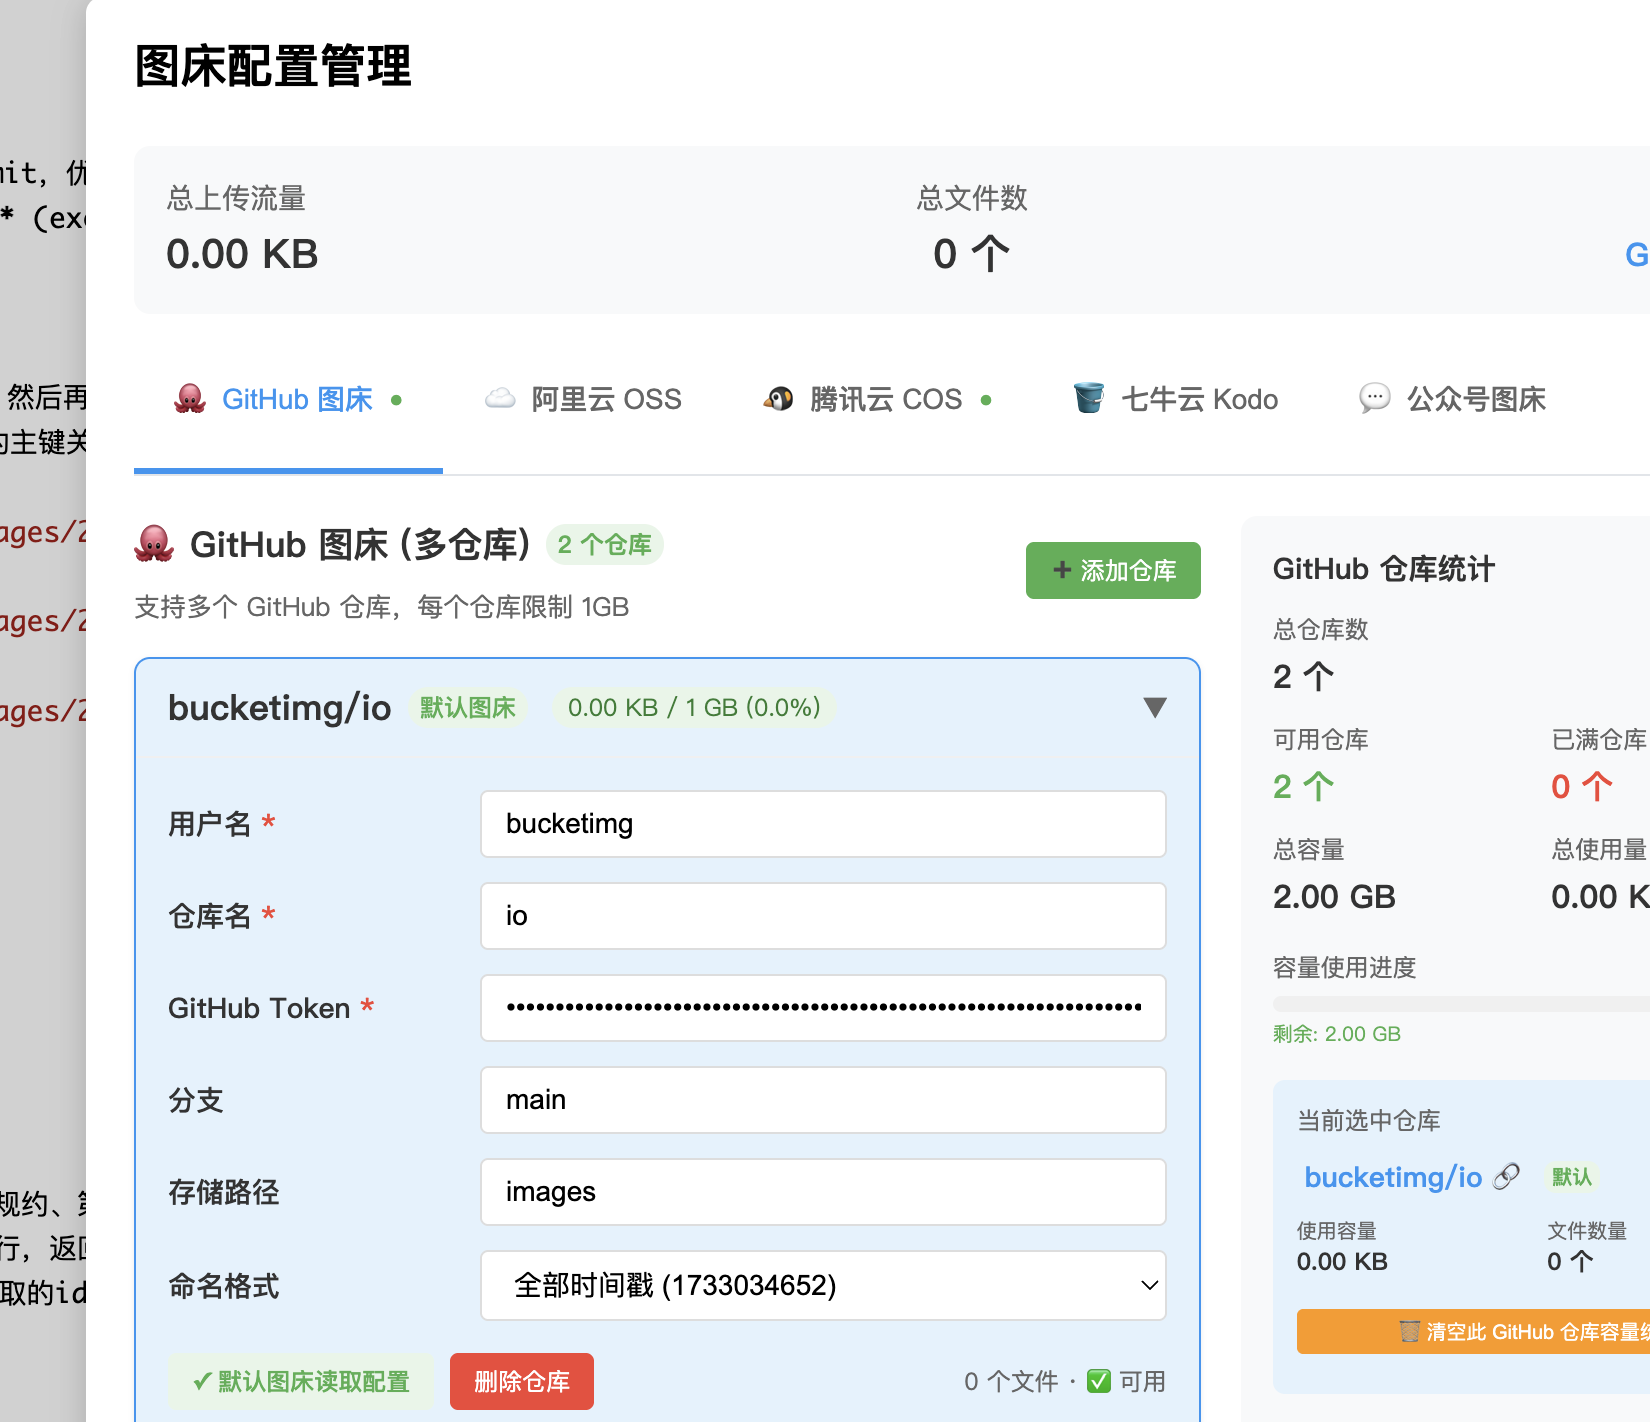 图床配置管理
总上传流量
0.00 KB
总文件数
0 个
GitHub 图床
阿里云 OSS
腾讯云 COS
七牛云 Kodo
公众号图床
GitHub 图床 (多仓库) 2 个仓库
支持多个 GitHub 仓库，每个仓库限制 1GB
+ 添加仓库
bucketimg/io 默认图床 0.00 KB / 1 GB (0.0%)
用户名 *
bucketimg
仓库名 *
io
GitHub Token *
分支
main
存储路径
images
命名格式
全部时间戳 (1733034652)
✓默认图床读取配置
删除仓库
0 个文件 · ✅ 可用
GitHub 仓库统计
总仓库数
2 个
可用仓库
2 个
已满仓库
0 个
总容量
2.00 GB
总使用量
0.00 K
容量使用进度
剩余: 2.00 GB
当前选中仓库
bucketimg/io 默认
使用容量
0.00 KB
文件数量
0 个
清空此 GitHub 仓库容量
mit，优
* (exc
然后再
的主键关
ages/2
ages/2
ages/2
规约、
行，返回
取的id